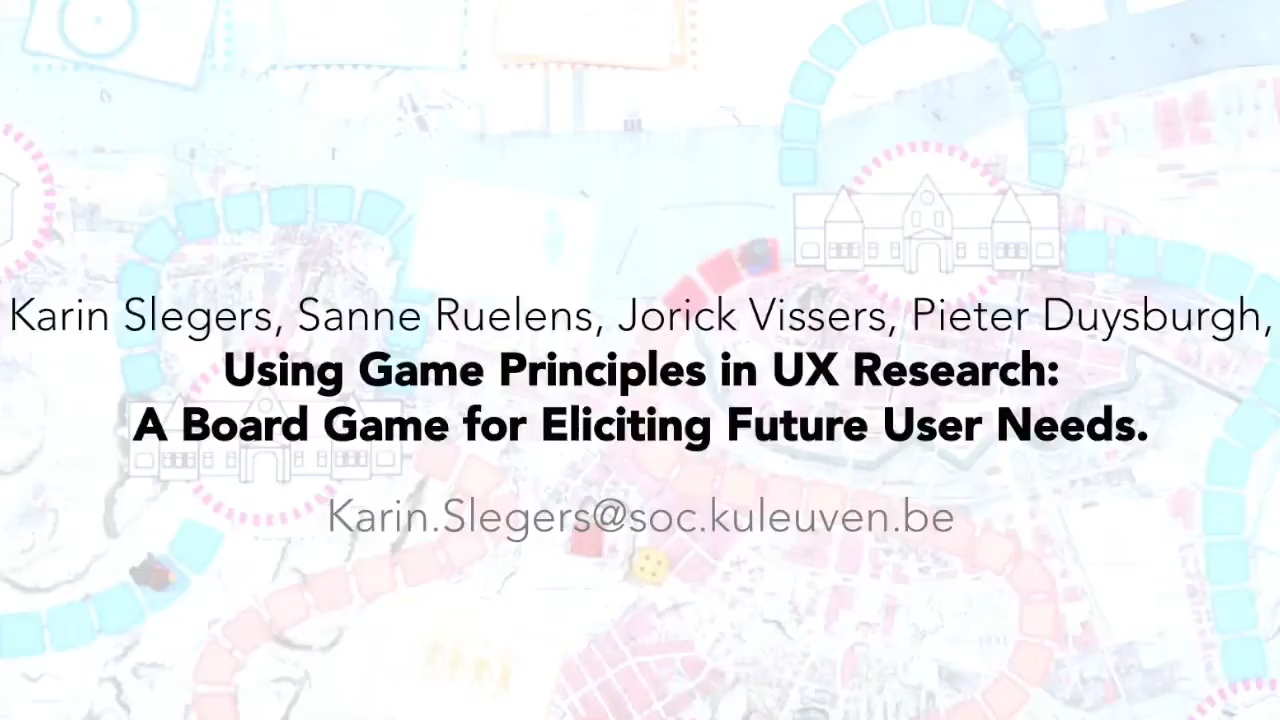 Karin Slegers, Sanne Ruelens, Jorick Vissers, Pieter Duysburgh,
Using Game Principles in UX Research:
A Board Game for Eliciting Future User Needs.
Karin.Slegers@soc.kuleuven.be